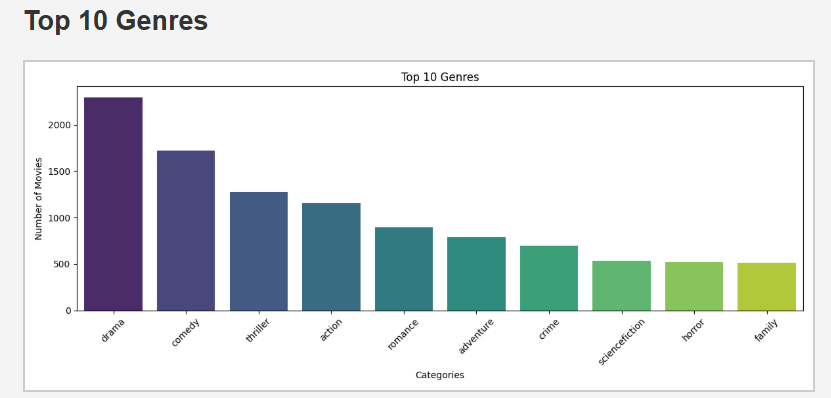 Top 10 Genres
Top 10 Genres
Number of Movies
2000
1500
1000
500
0
drama
comedy
thriller
action
romance
adventure
crime
sciencefiction
horror
family
Categories